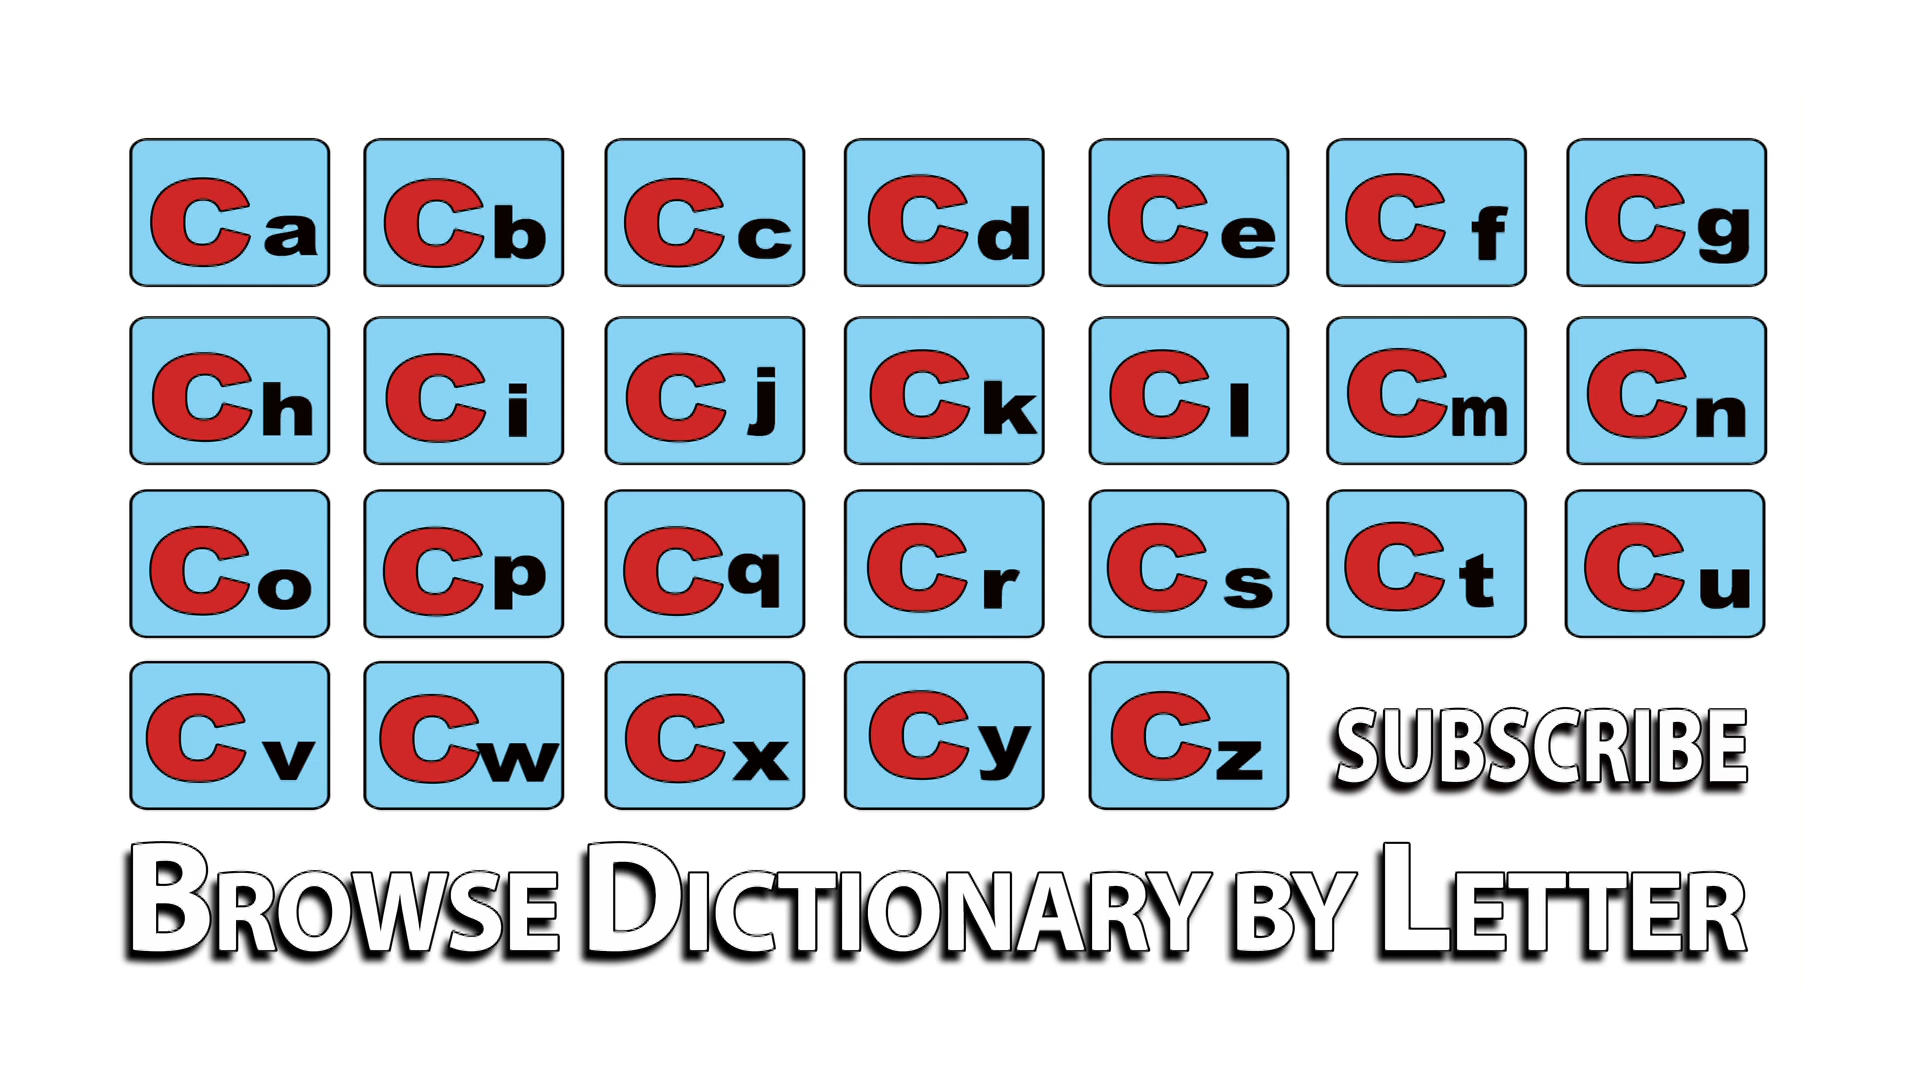 Ca Cb Cc Cd Ce Cf Cg
Ch Ci Cj Ck Cl Cm Cn
Co Cp Cq Cr Cs Ct Cu
Cv Cw Cx Cy Cz SUBSCRIBE
BROWSE DICTIONARY BY LETTER